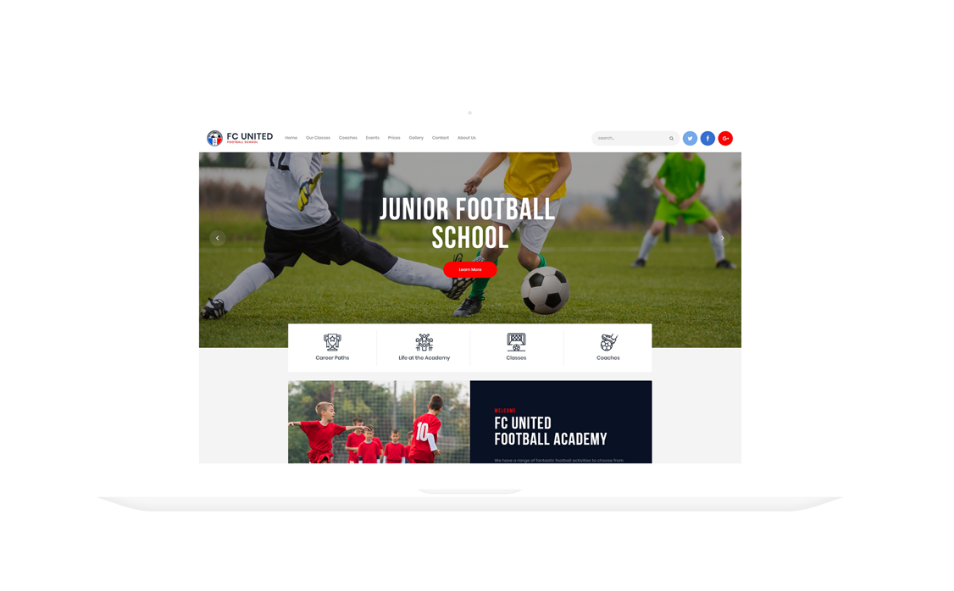 FC UNITED
FOOTBALL SCHOOL
Home Our Classes Coaches Events Prices Gallery Contact About Us
search...
G+
JUNIOR FOOTBALL
SCHOOL
Learn More
Career Paths Life at the Academy Classes Coaches
10
WELCOME
FC UNITED
FOOTBALL ACADEMY
We have a range of fantastic football activities to choose from